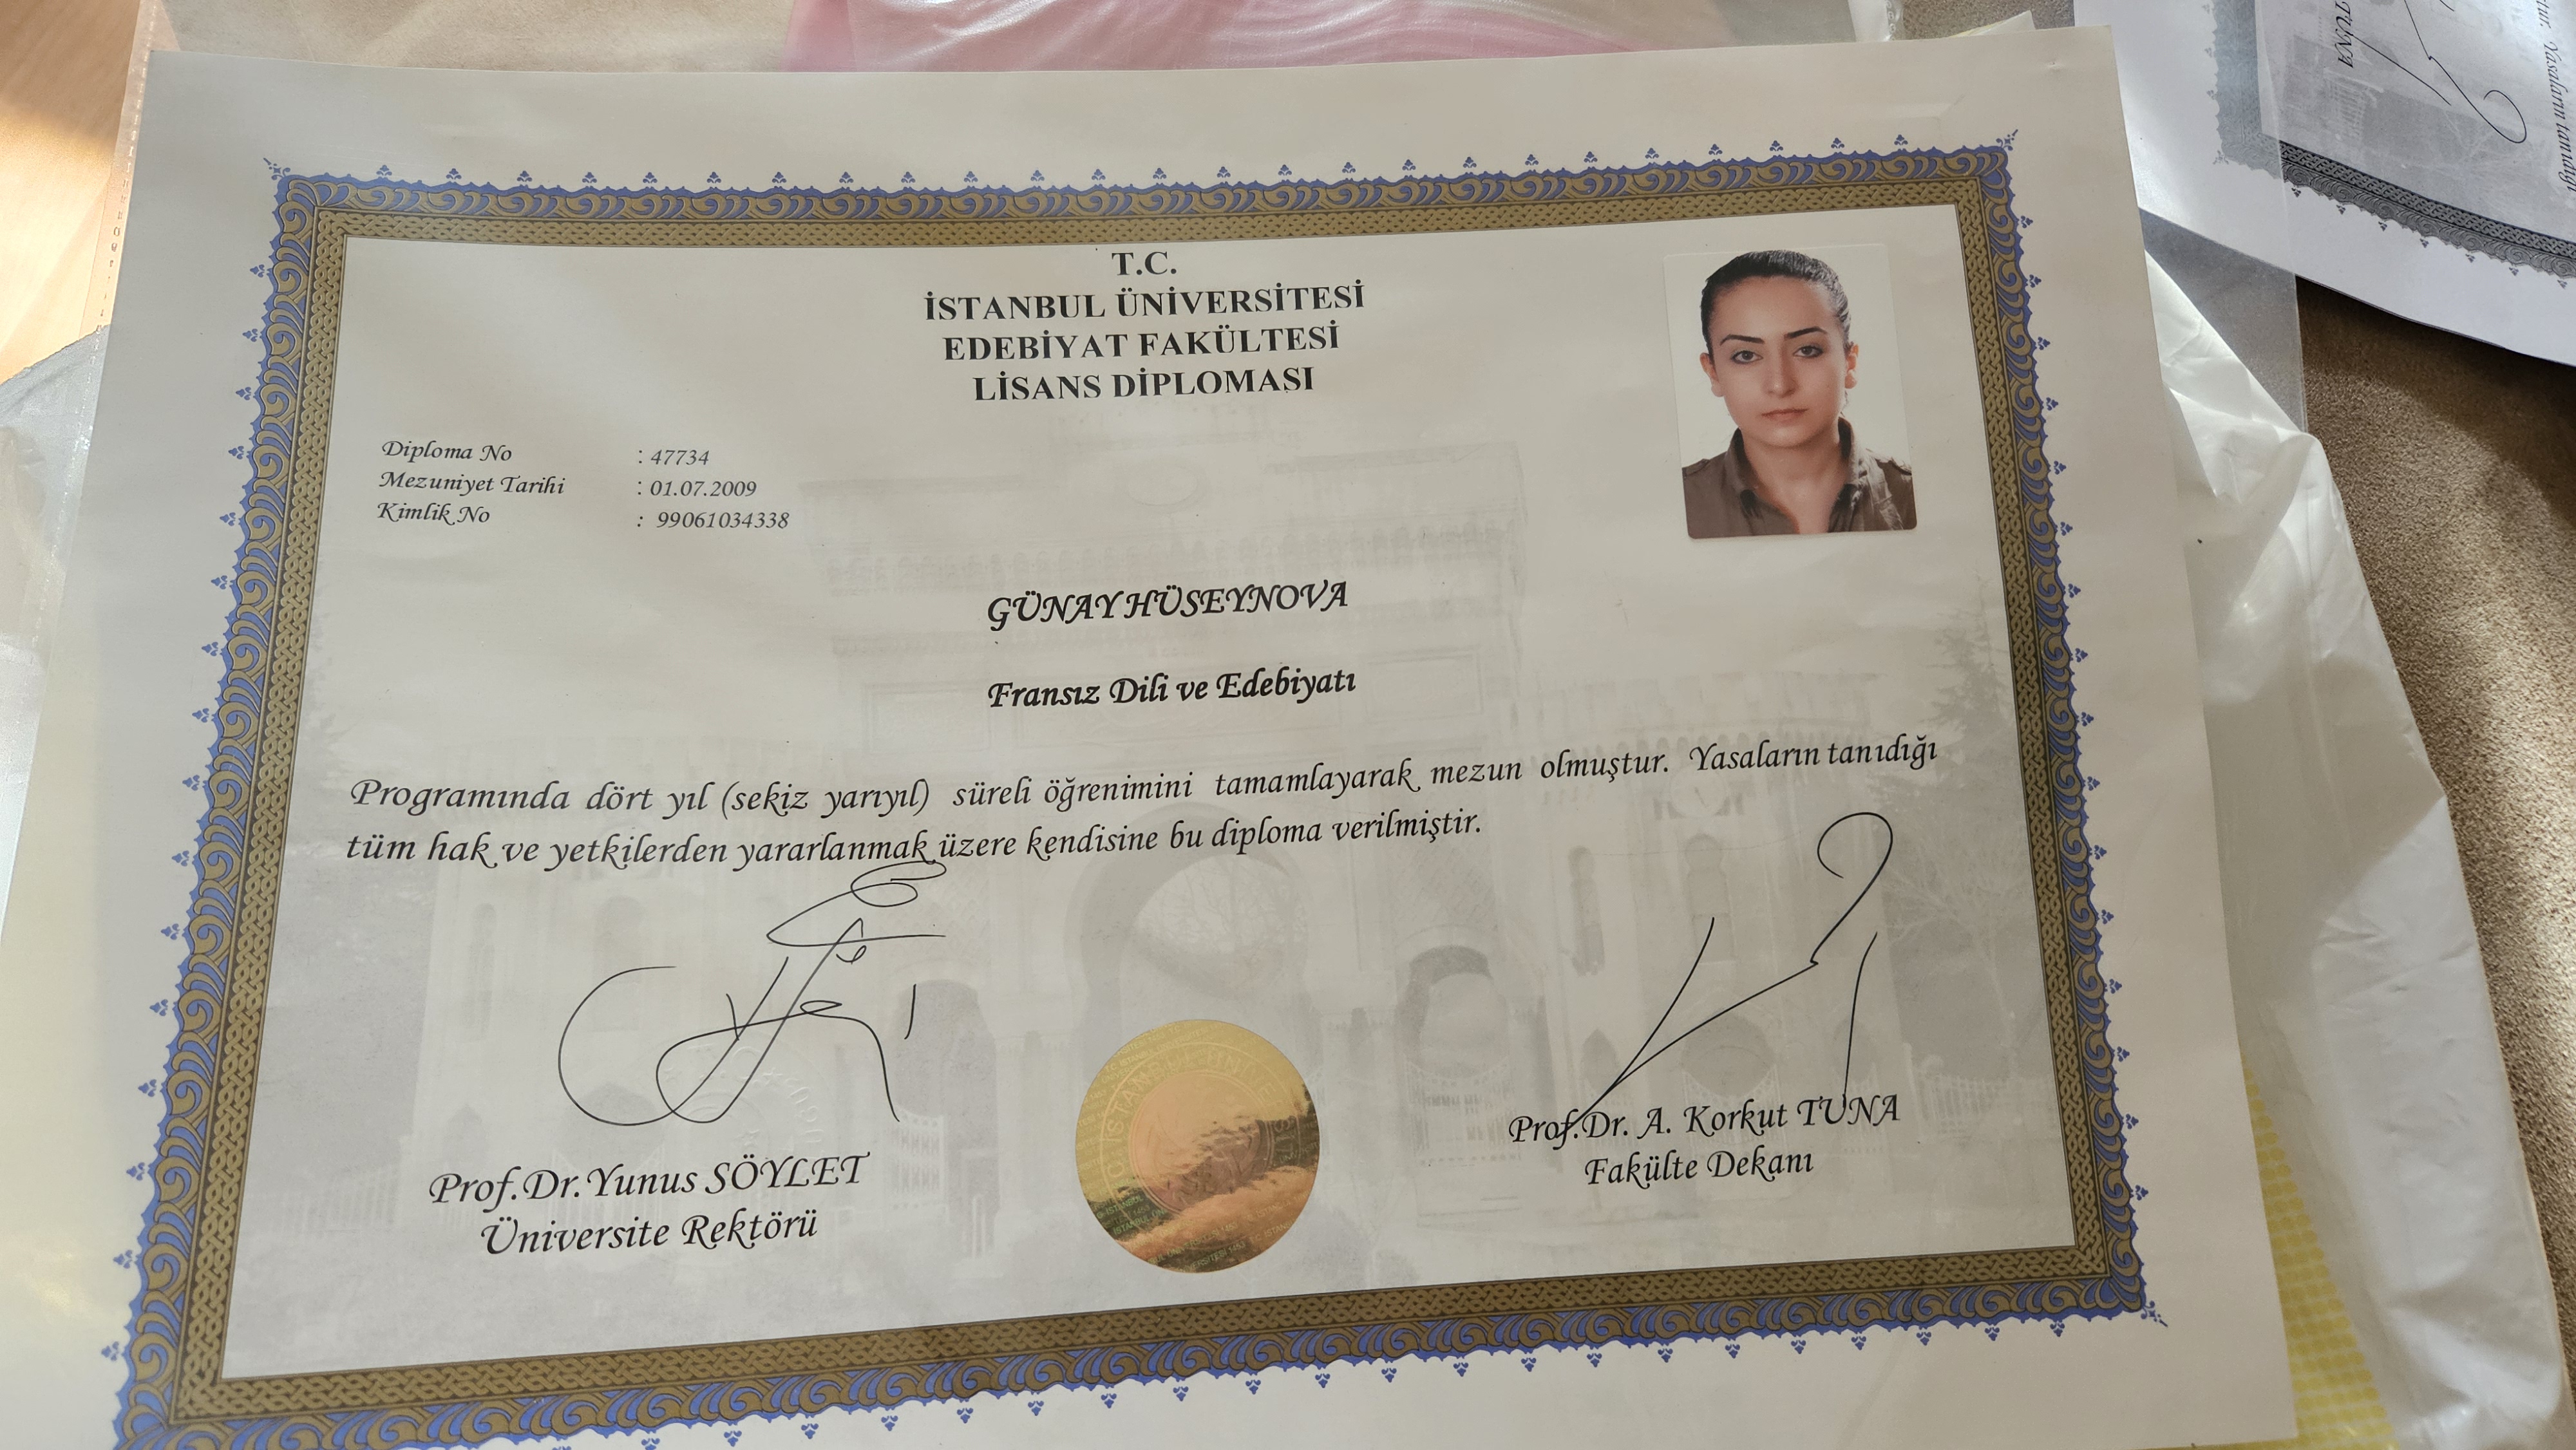 T.C.
İSTANBUL ÜNİVERSİTESİ
EDEBİYAT FAKÜLTESİ
LİSANS DİPLOMASI
Diploma No : 47734
Mezuniyet Tarihi : 01.07.2009
Kimlik No : 99061034338
GÜNAY HÜSEYNOVA
Fransız Dili ve Edebiyatı
Programında dört yıl (sekiz yarıyıl) süreli öğrenimini tamamlayarak mezun olmuştur. Yasaların tanıdığı
tüm hak ve yetkilerden yararlanmak üzere kendisine bu diploma verilmiştir.
Prof.Dr.Yunus SÖYLET
Üniversite Rektörü
Prof.Dr. A. Korkut TUNA
Fakülte Dekanı
TUNA
Yasaların tanıdığı